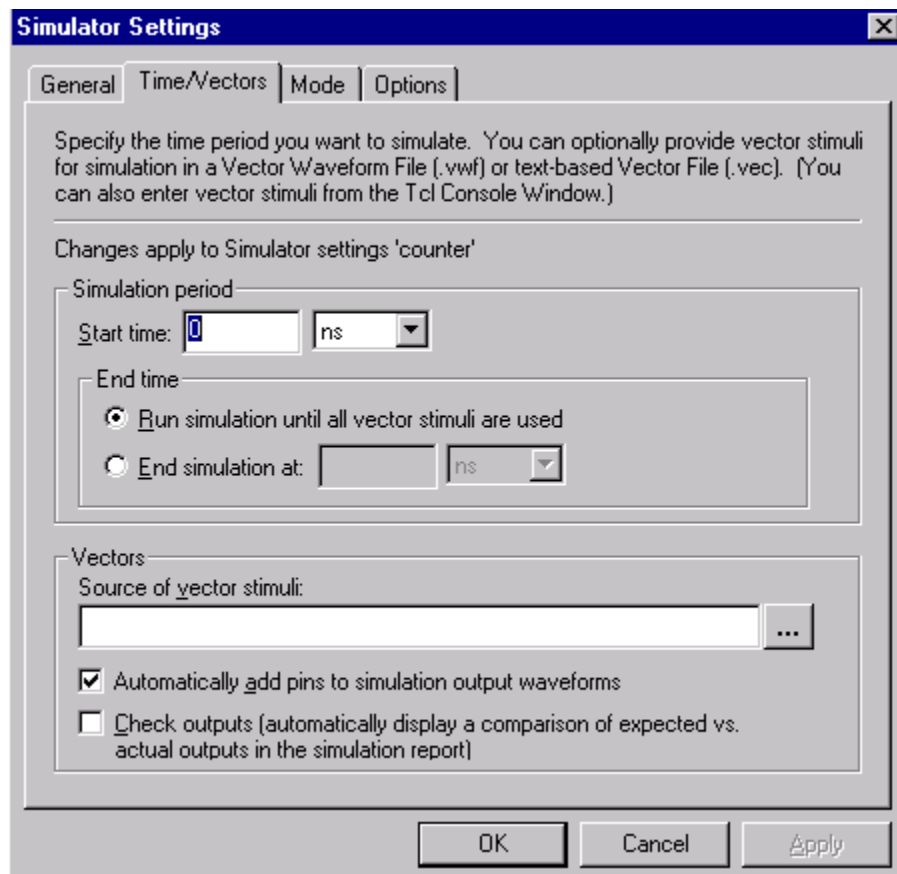 Simulator Settings
General Time/Vectors Mode Options
Specify the time period you want to simulate. You can optionally provide vector stimuli
for simulation in a Vector Waveform File (.vwf) or text-based Vector File (.vec). (You
can also enter vector stimuli from the Tcl Console Window.)
Changes apply to Simulator settings 'counter'
Simulation period
Start time: 0 ns
End time
Run simulation until all vector stimuli are used
End simulation at: ns
Vectors
Source of vector stimuli:
...
Automatically add pins to simulation output waveforms
Check outputs (automatically display a comparison of expected vs.
actual outputs in the simulation report)
OK Cancel Apply